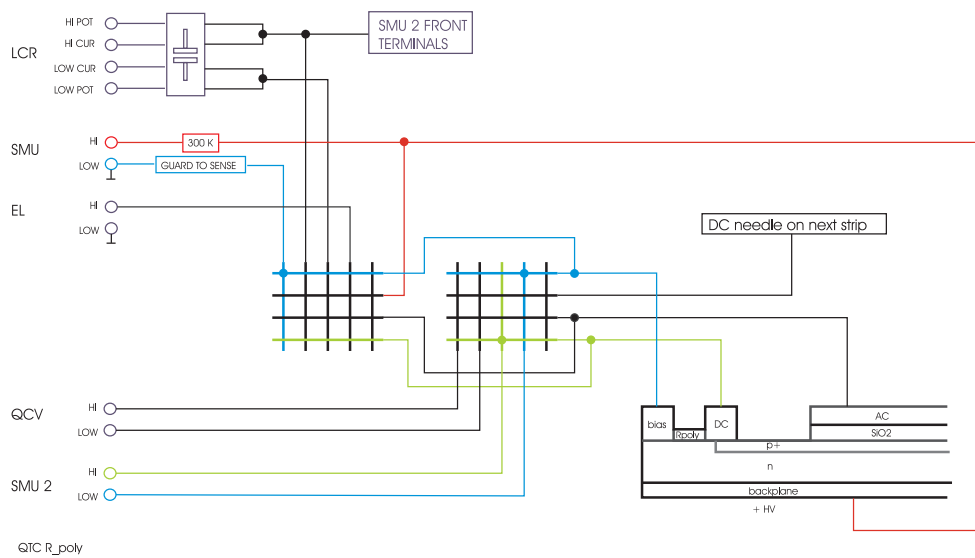 HI POT
HI CUR
LCR
LOW CUR
LOW POT
SMU 2 FRONT
TERMINALS
SMU
HI
300 K
LOW
GUARD TO SENSE
EL
HI
LOW
DC needle on next strip
QCV
HI
LOW
bias
Rpoly
DC
AC
SiO2
p+
n
SMU 2
HI
LOW
backplane
+ HV
QTC R_poly